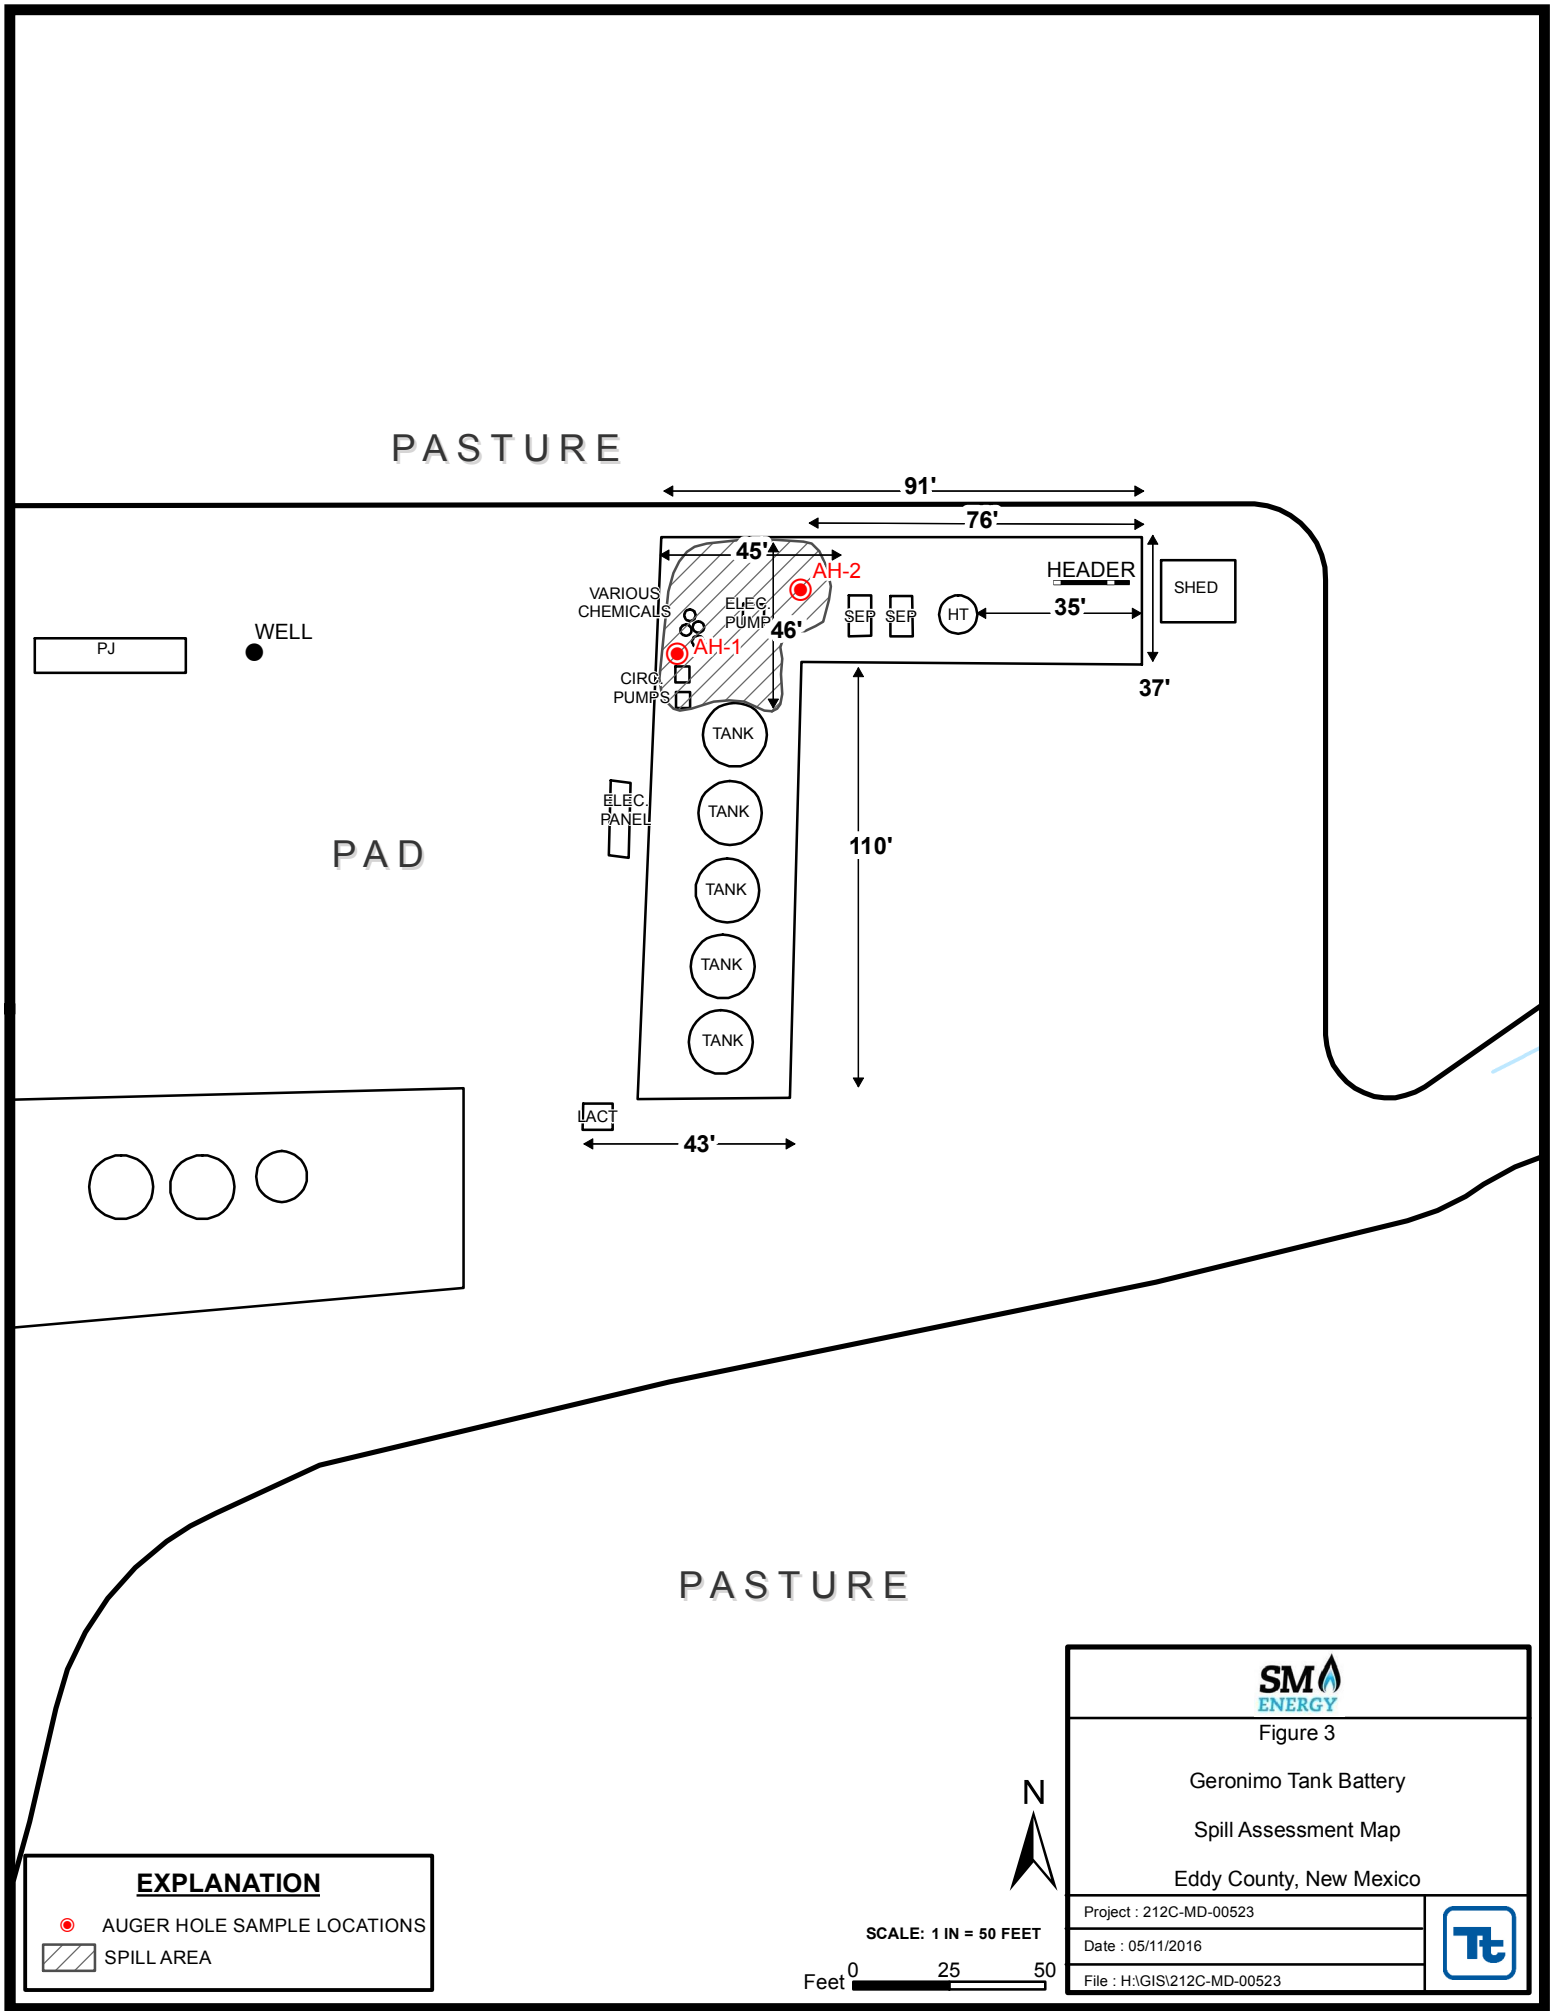 PASTURE
91'
76'
45'
AH-2
HEADER
SHED
VARIOUS
CHEMICALS
ELEC.
PUMP
46'
SEP
SEP
HT
35'
PJ
WELL
AH-1
CIRC.
PUMPS
37'
TANK
ELEC.
PANEL
TANK
110'
PAD
TANK
TANK
TANK
LACT
43'
PASTURE
SM
ENERGY
Figure 3
Geronimo Tank Battery
Spill Assessment Map
Eddy County, New Mexico
Project : 212C-MD-00523
Date : 05/11/2016
File : H:\GIS\212C-MD-00523
Tt
N
SCALE: 1 IN = 50 FEET
Feet 0 25 50
EXPLANATION
AUGER HOLE SAMPLE LOCATIONS
SPILL AREA